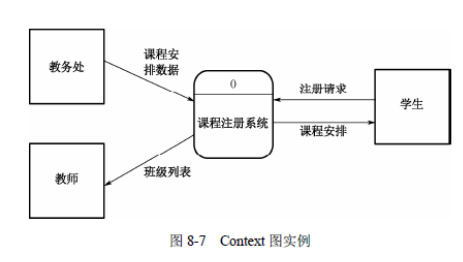 教务处
课程安
排数据
0
课程注册系统
注册请求
课程安排
学生
教师
班级列表
图 8-7 Context 图实例